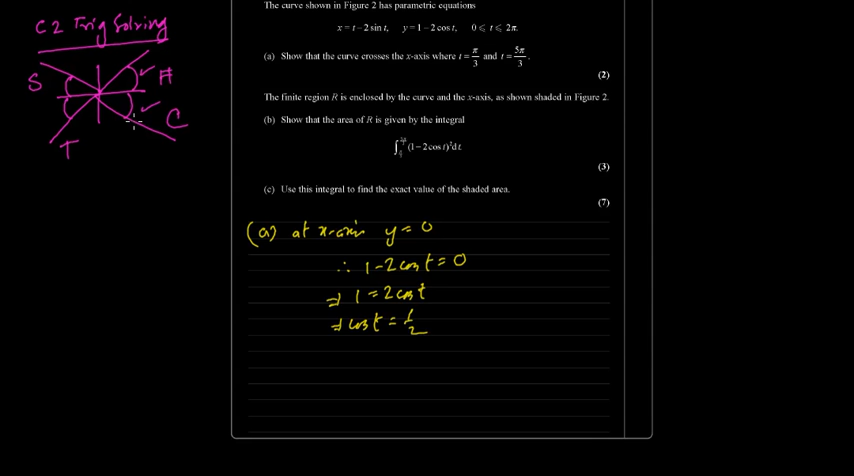 C2 Trig Solving
S A
T C
The curve shown in Figure 2 has parametric equations
x = t − 2 sin t, y = 1 − 2 cos t, 0 ⩽ t ⩽ 2π.
(a) Show that the curve crosses the x-axis where t = π/3 and t = 5π/3.
(2)
The finite region R is enclosed by the curve and the x-axis, as shown shaded in Figure 2.
(b) Show that the area of R is given by the integral
∫ (1 − 2 cos t)² dt.
(3)
(c) Use this integral to find the exact value of the shaded area.
(7)
(a) at x-axis y = 0
∴ 1 − 2 cos t = 0
⇒ 1 = 2 cos t
⇒ cos t = 1/2